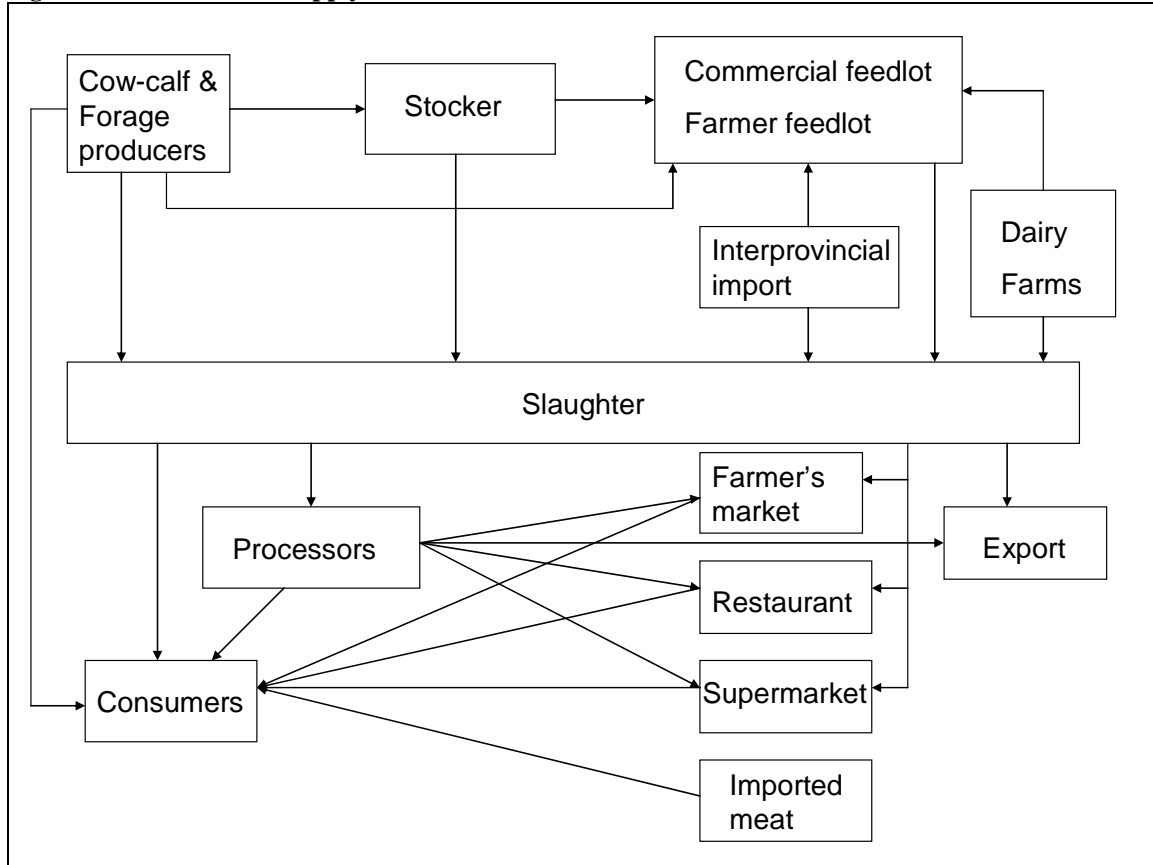 Cow-calf &
Forage
producers
Stocker
Commercial feedlot
Farmer feedlot
Interprovincial
import
Dairy
Farms
Slaughter
Farmer's
market
Processors
Export
Restaurant
Consumers
Supermarket
Imported
meat